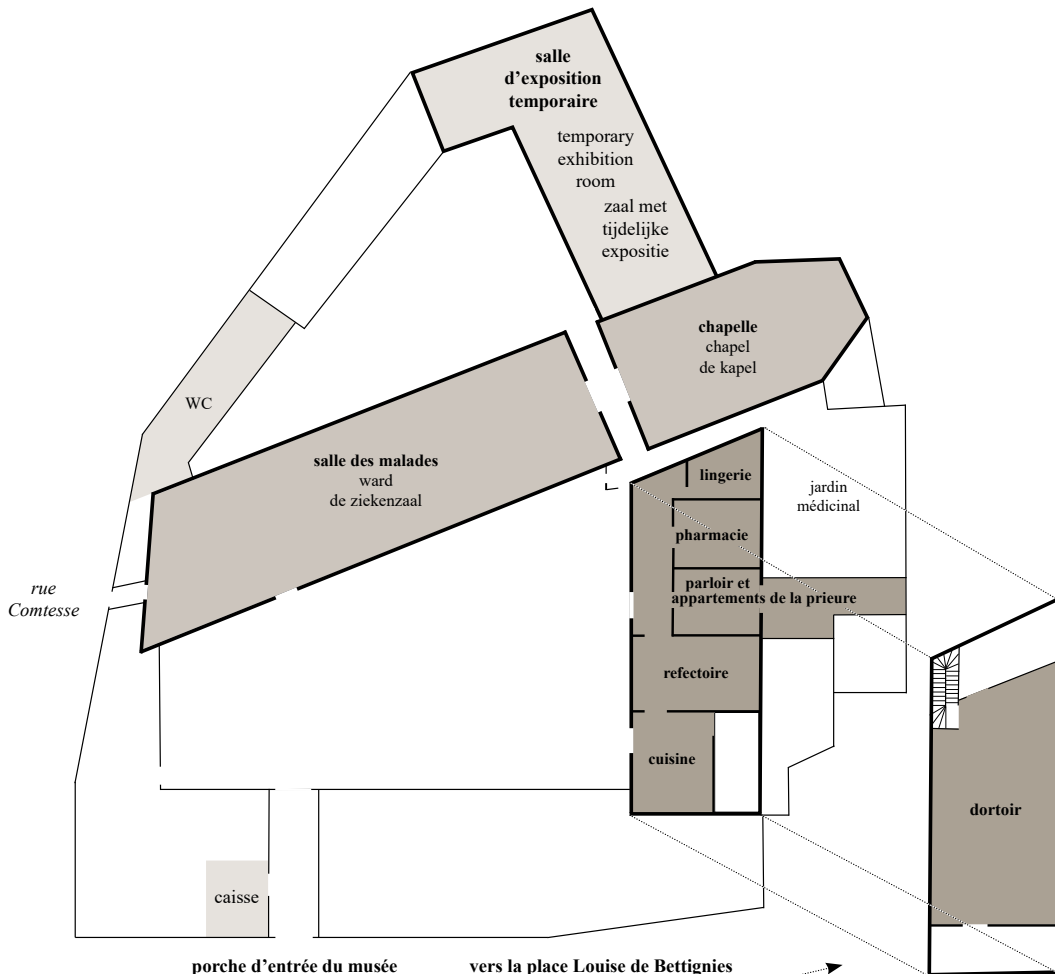 salle
d'exposition
temporaire
temporary
exhibition
room
zaal met
tijdelijke
expositie
chapelle
chapel
de kapel
WC
salle des malades
ward
de ziekenzaal
lingerie
jardin
médicinal
pharmacie
parloir et
appartements de la prieure
rue
Comtesse
refectoire
cuisine
dortoir
caisse
porche d'entrée du musée
vers la place Louise de Bettignies